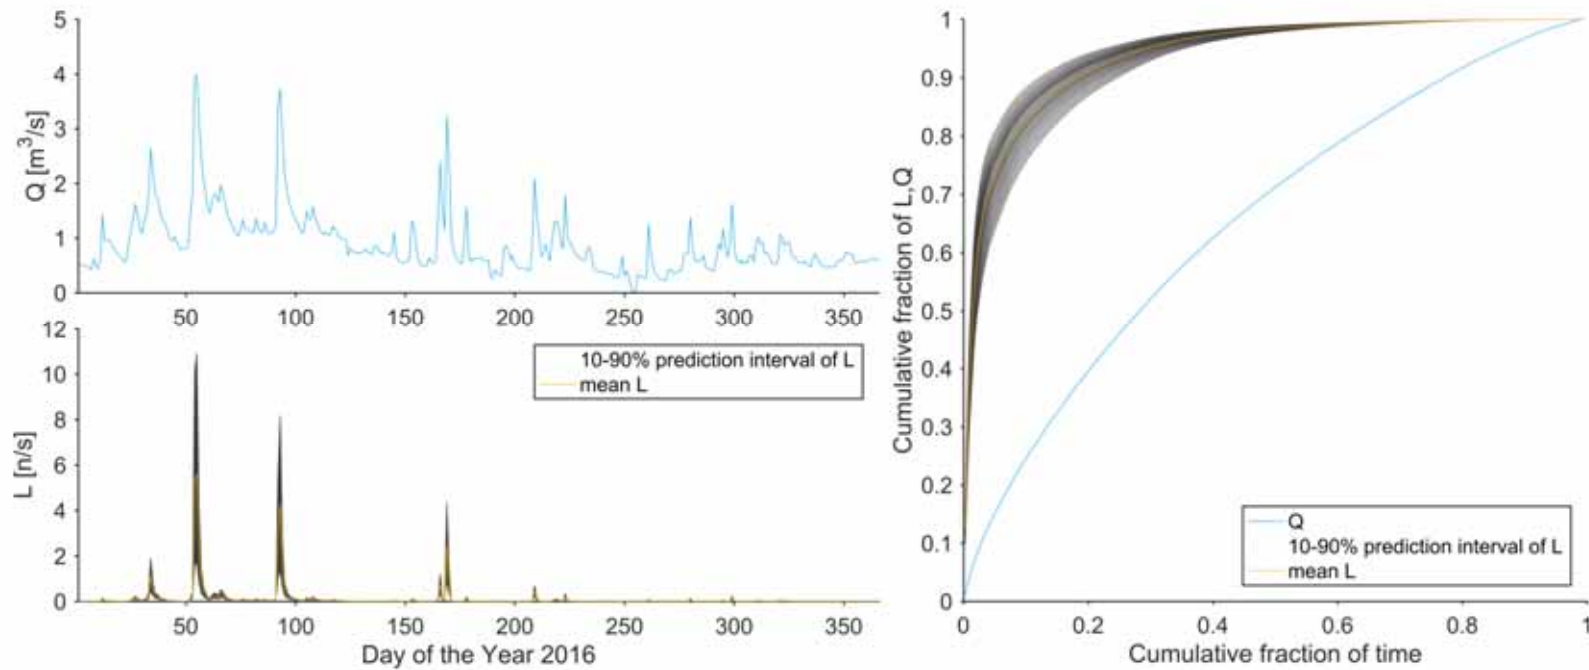 5
4
3
2
1
0
Q [m³/s]
50 100 150 200 250 300 350
12
10
8
6
4
2
0
L [n/s]
10-90% prediction interval of L
mean L
50 100 150 200 250 300 350
Day of the Year 2016
1
0.9
0.8
0.7
0.6
0.5
0.4
0.3
0.2
0.1
0
Cumulative fraction of L,Q
Q
10-90% prediction interval of L
mean L
0 0.2 0.4 0.6 0.8 1
Cumulative fraction of time